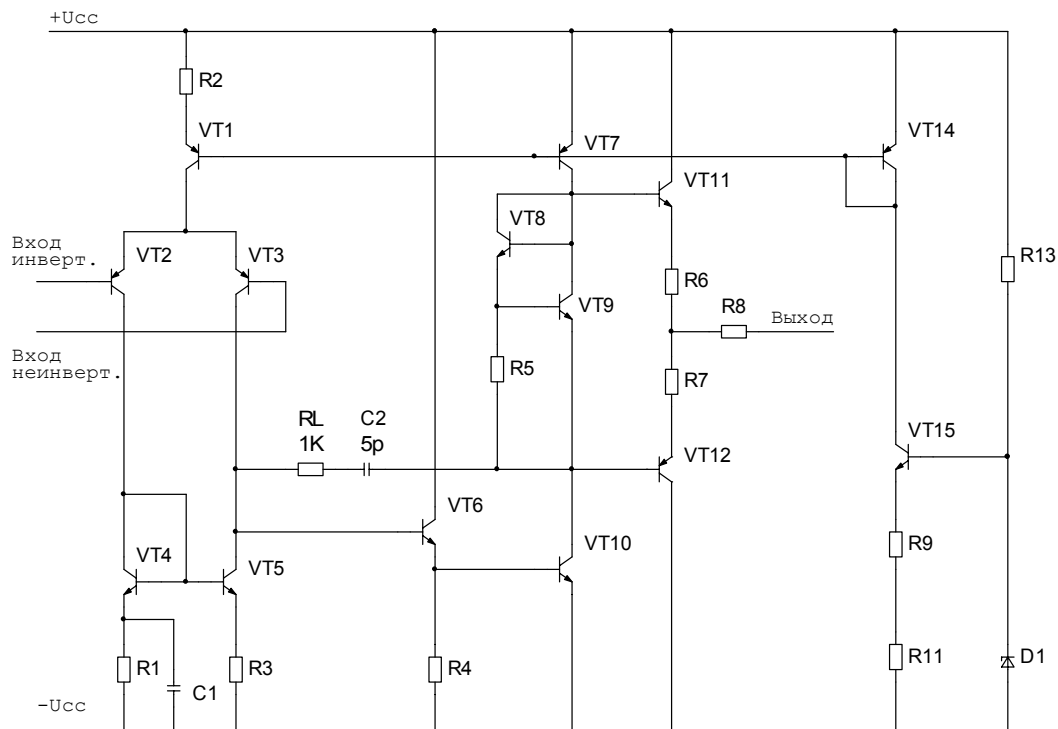 +Ucc
R2
VT1
VT7
VT14
VT11
VT8
Вход
инверт.
VT2
VT3
R13
R6
VT9
R8
Выход
Вход
неинверт.
R5
R7
RL
1K
C2
5p
VT15
VT12
VT6
VT10
R9
VT4
VT5
R1
C1
R3
R4
R11
D1
-Ucc